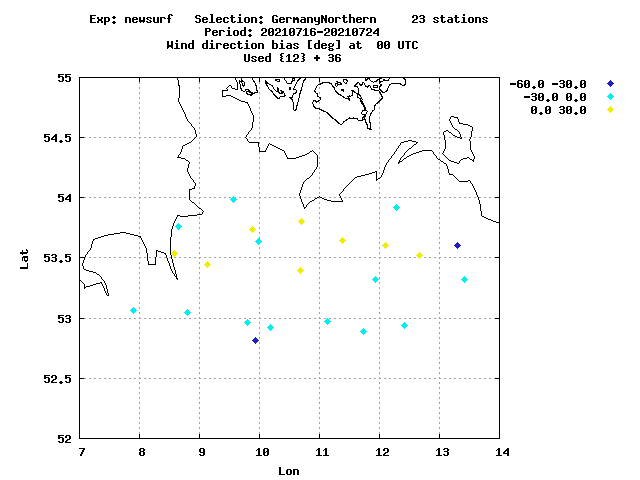 Exp: newsurf Selection: GermanyNorthern 23 stations
Period: 20210716-20210724
Wind direction bias [deg] at 00 UTC
Used {12} + 36
-60.0 -30.0
-30.0 0.0
0.0 30.0
55
54.5
54
53.5
53
52.5
52
Lat
7 8 9 10 11 12 13 14
Lon